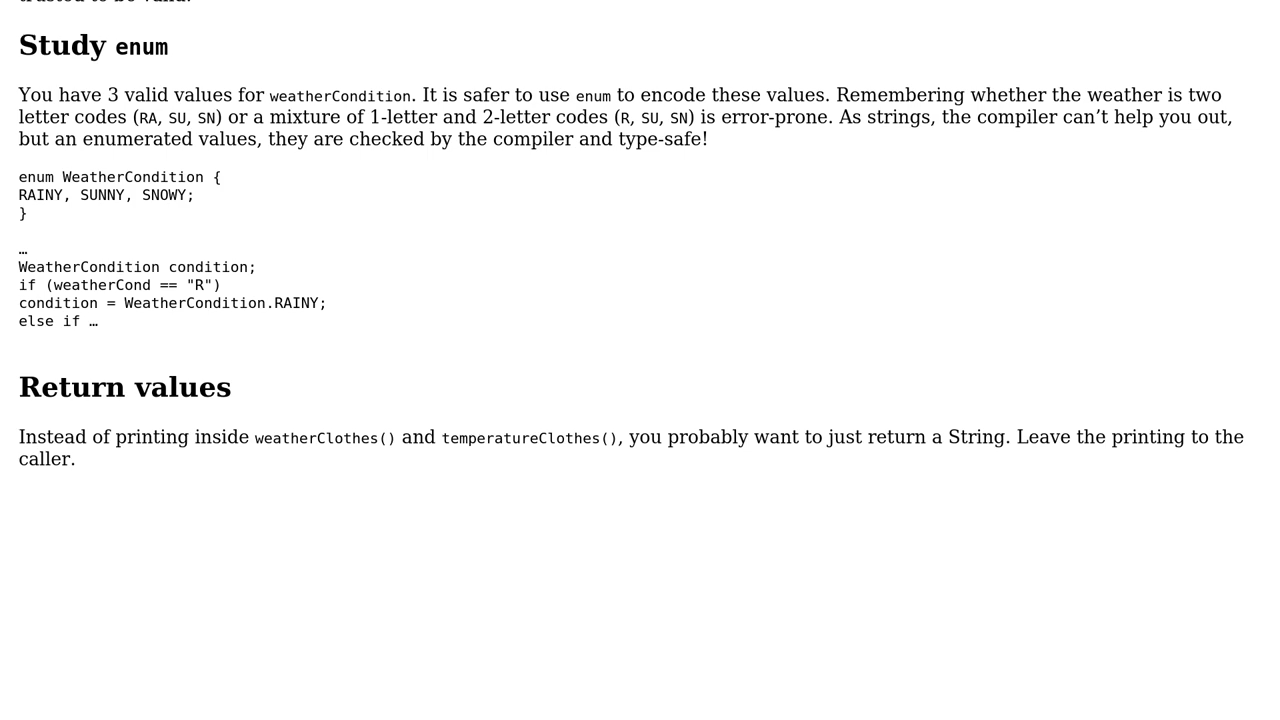 trusted to be valid.
Study enum
You have 3 valid values for weatherCondition. It is safer to use enum to encode these values. Remembering whether the weather is two
letter codes (RA, SU, SN) or a mixture of 1-letter and 2-letter codes (R, SU, SN) is error-prone. As strings, the compiler can’t help you out,
but an enumerated values, they are checked by the compiler and type-safe!
enum WeatherCondition {
RAINY, SUNNY, SNOWY;
}
…
WeatherCondition condition;
if (weatherCond == "R")
condition = WeatherCondition.RAINY;
else if …
Return values
Instead of printing inside weatherClothes() and temperatureClothes(), you probably want to just return a String. Leave the printing to the
caller.